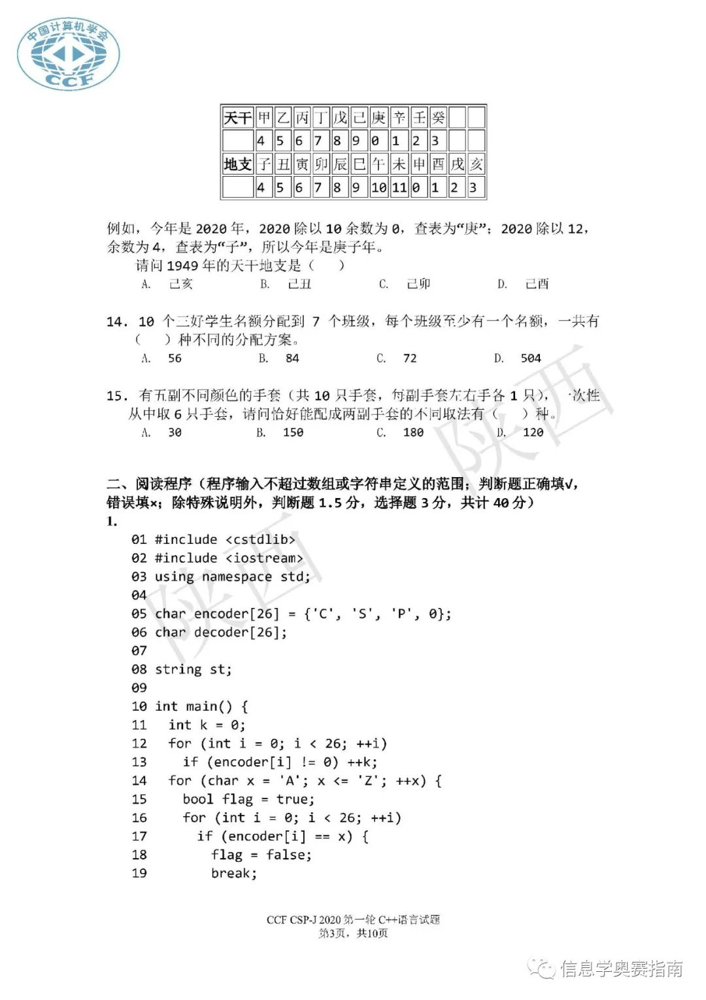 中国计算机学会
CCF
天干 甲 乙 丙 丁 戊 己 庚 辛 壬 癸
4 5 6 7 8 9 0 1 2 3
地支 子 丑 寅 卯 辰 巳 午 未 申 酉 戌 亥
4 5 6 7 8 9 10 11 0 1 2 3
例如，今年是 2020 年，2020 除以 10 余数为 0，查表为“庚”；2020 除以 12，
余数为 4，查表为“子”，所以今年是庚子年。
请问 1949 年的天干地支是（ ）
A. 己亥 B. 己丑 C. 己卯 D. 己酉
14. 10 个三好学生名额分配到 7 个班级，每个班级至少有一个名额，一共有
（ ）种不同的分配方案。
A. 56 B. 84 C. 72 D. 504
15. 有五副不同颜色的手套（共 10 只手套，每副手套左右手各 1 只），一次性
从中取 6 只手套，请问恰好能配成两副手套的不同取法有（ ）种。
A. 30 B. 150 C. 180 D. 120
二、阅读程序（程序输入不超过数组或字符串定义的范围；判断题正确填√，
错误填×；除特殊说明外，判断题 1.5 分，选择题 3 分，共计 40 分）
1.
01 #include <cstdlib>
02 #include <iostream>
03 using namespace std;
04
05 char encoder[26] = {'C', 'S', 'P', 0};
06 char decoder[26];
07
08 string st;
09
10 int main() {
11   int k = 0;
12   for (int i = 0; i < 26; ++i)
13     if (encoder[i] != 0) ++k;
14   for (char x = 'A'; x <= 'Z'; ++x) {
15     bool flag = true;
16     for (int i = 0; i < 26; ++i)
17       if (encoder[i] == x) {
18         flag = false;
19         break;
陕西
陕西
CCF CSP-J 2020 第一轮 C++语言试题
第3页，共10页
信息学奥赛指南